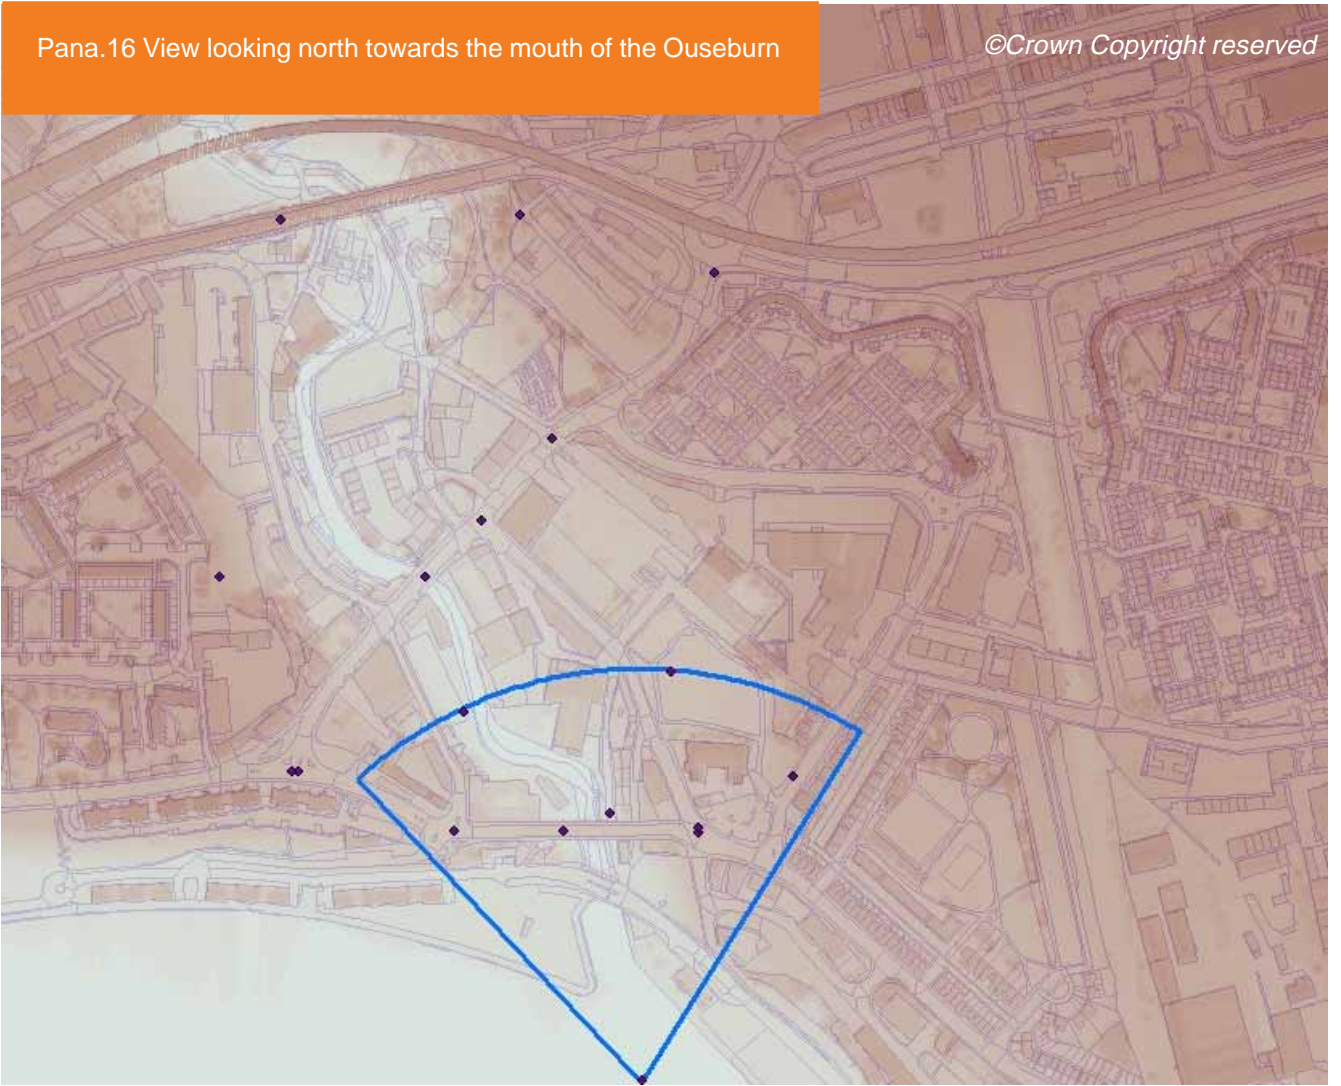 Pana.16 View looking north towards the mouth of the Ouseburn
©Crown Copyright reserved